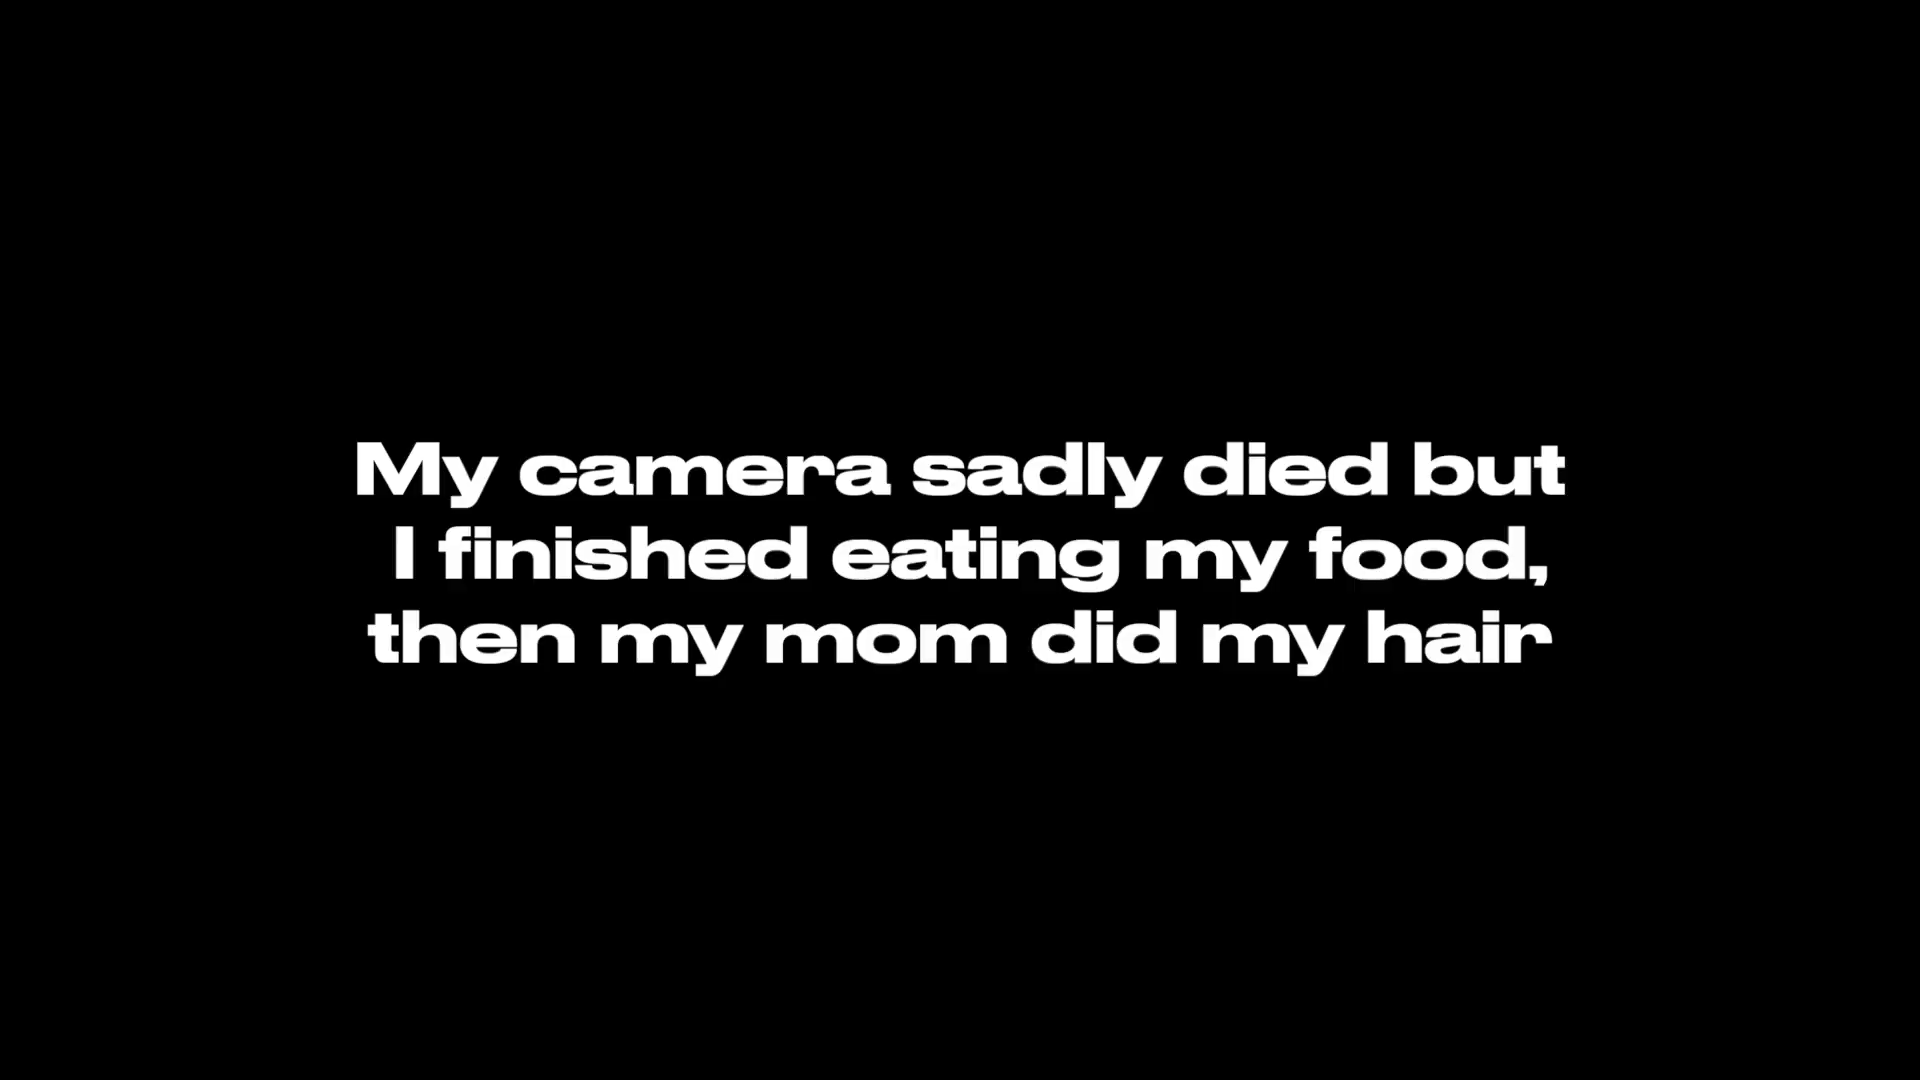 My camera sadly died but
I finished eating my food,
then my mom did my hair